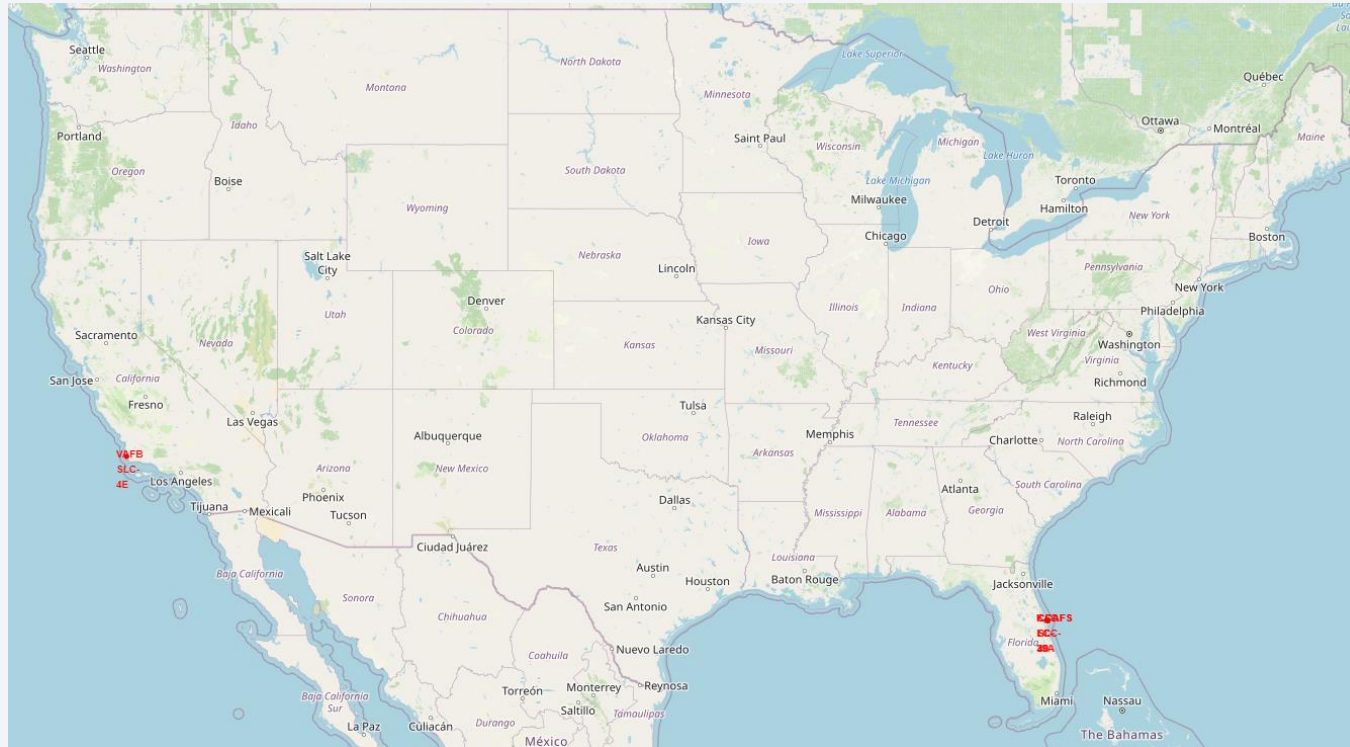 Seattle
Washington
Montana
North Dakota
Minnesota
Lake Superior
Québec
Ottawa
Montréal
Maine
Portland
Oregon
Idaho
Boise
Saint Paul
Wisconsin
Michigan
Lake Huron
Toronto
South Dakota
Wyoming
Lake Michigan
Milwaukee
Hamilton
New York
Detroit
Chicago
Boston
Salt Lake
City
Nebraska
Iowa
Lincoln
Pennsylvania
New York
Denver
Utah
Colorado
Illinois
Indiana
Ohio
Philadelphia
Sacramento
Nevada
Kansas City
Kansas
Missouri
West Virginia
Washington
Virginia
San Jose
California
Kentucky
Richmond
Fresno
Las Vegas
Tulsa
Raleigh
Albuquerque
Oklahoma
Memphis
Tennessee
Charlotte
North Carolina
VAFB
SLC-
4E
Los Angeles
Arizona
New Mexico
Arkansas
Phoenix
Atlanta
South Carolina
Tijuana
Mexicali
Tucson
Dallas
Mississippi
Alabama
Georgia
Ciudad Juárez
Texas
Louisiana
Baja California
Austin
Houston
Baton Rouge
Jacksonville
Sonora
San Antonio
Chihuahua
Florida
Coahuila
Nuevo Laredo
Baja California
Sur
Torreón
Monterrey
Reynosa
Miami
Nassau
Saltillo
Tamaulipas
La Paz
Culiacán
Durango
México
The Bahamas